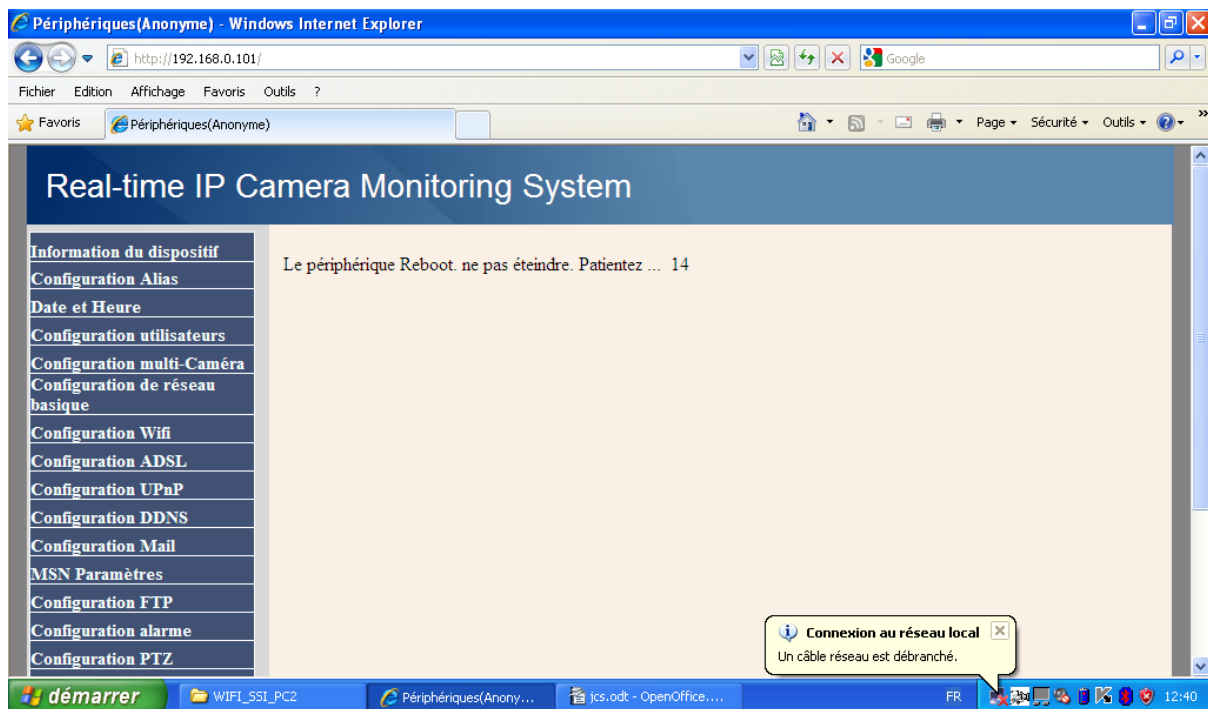 Périphériques(Anonyme) - Windows Internet Explorer
http://192.168.0.101/
Google
Fichier Edition Affichage Favoris Outils ?
Favoris
Périphériques(Anonyme)
Page
Sécurité
Outils
»
Real-time IP Camera Monitoring System
Information du dispositif
Configuration Alias
Date et Heure
Configuration utilisateurs
Configuration multi-Caméra
Configuration de réseau
basique
Configuration Wifi
Configuration ADSL
Configuration UPnP
Configuration DDNS
Configuration Mail
MSN Paramètres
Configuration FTP
Configuration alarme
Configuration PTZ
Le périphérique Reboot. ne pas éteindre. Patientez ... 14
Connexion au réseau local
Un câble réseau est débranché.
démarrer
WIFI_SSI_PC2
Périphériques(Anony...
jcs.odt - OpenOffice....
FR
12:40